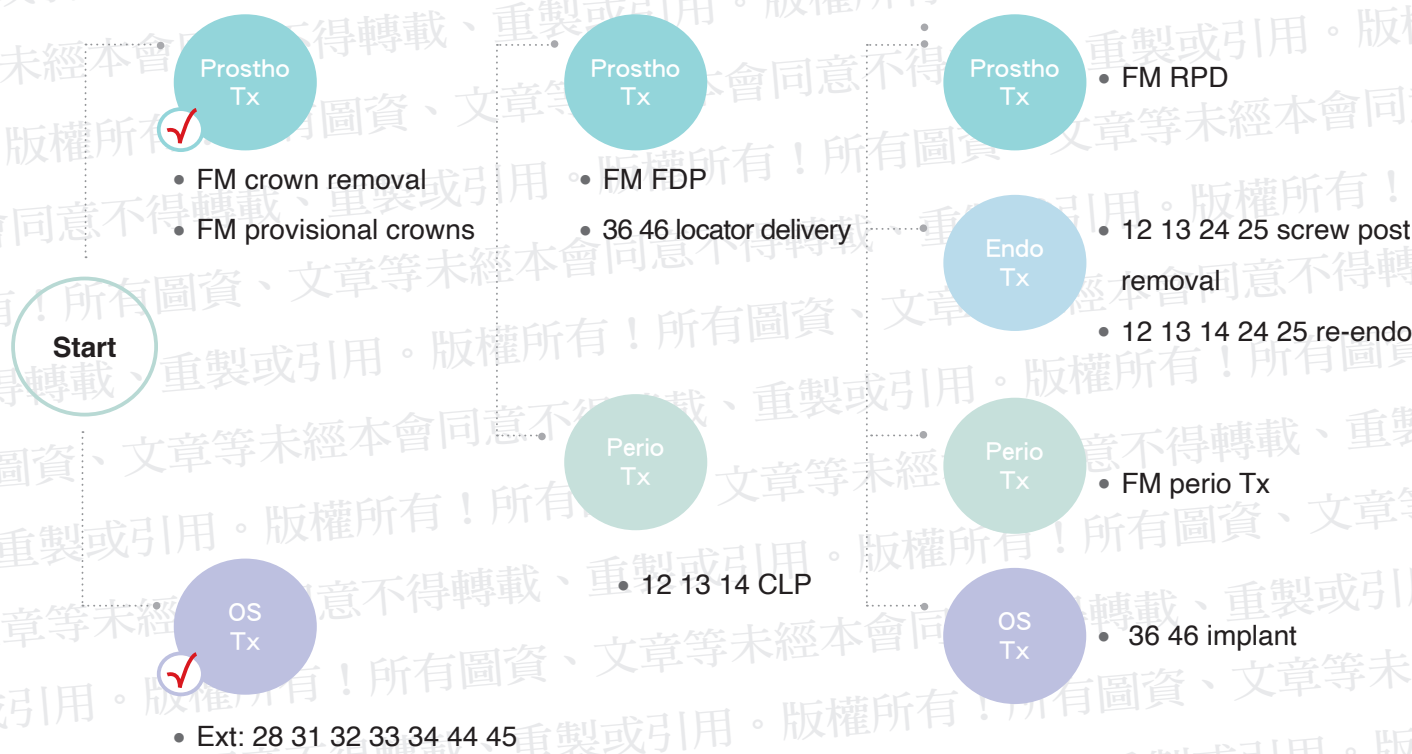 Prostho
Tx
FM crown removal
FM provisional crowns
Start
OS
Tx
Ext: 28 31 32 33 34 44 45
Prostho
Tx
FM FDP
36 46 locator delivery
Perio
Tx
12 13 14 CLP
Prostho
Tx
FM RPD
Endo
Tx
12 13 24 25 screw post
removal
12 13 14 24 25 re-endo
Perio
Tx
FM perio Tx
OS
Tx
36 46 implant
版權所有！所有圖資、文章等未經本會同意不得轉載、重製或引用。